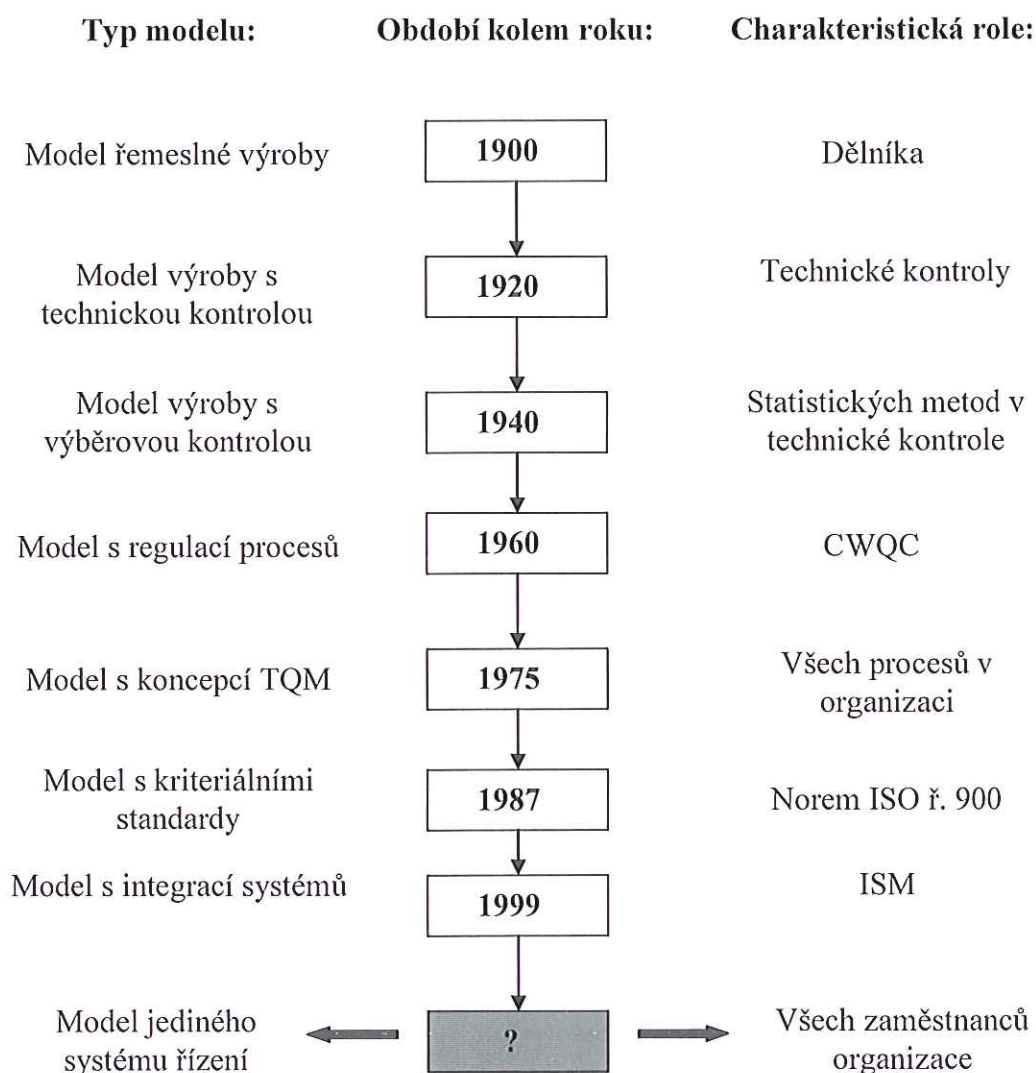 Typ modelu: Období kolem roku: Charakteristická role:
Model řemeslné výroby 1900 Dělníka
Model výroby s
technickou kontrolou
1920
Technické kontroly
Model výroby s
výběrovou kontrolou
1940
Statistických metod v
technické kontrole
Model s regulací procesů 1960 CWQC
Model s koncepcí TQM 1975
Všech procesů v
organizaci
Model s kriteriálními
standardy
1987
Norem ISO ř. 900
Model s integrací systémů 1999 ISM
Model jediného
systému řízení
?
Všech zaměstnanců
organizace